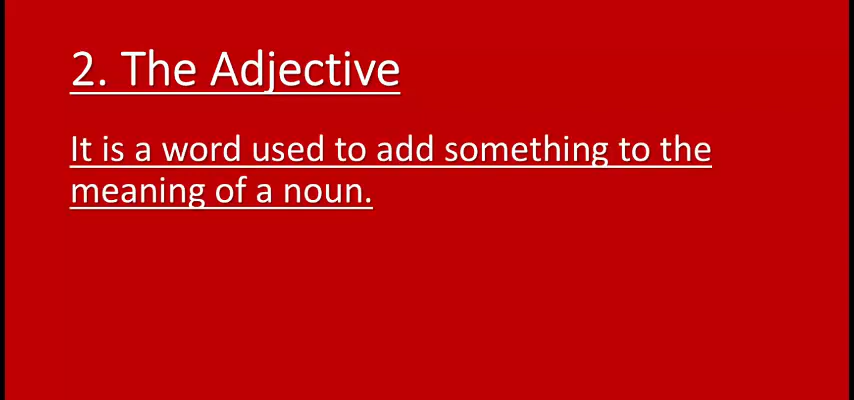 2. The Adjective
It is a word used to add something to the
meaning of a noun.